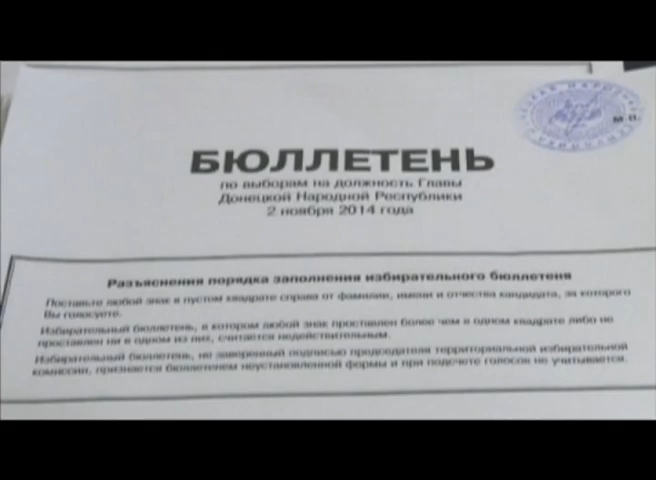 М.П.
БЮЛЛЕТЕНЬ
по выборам на должность Главы
Донецкой Народной Республики
2 ноября 2014 года
Разъяснения порядка заполнения избирательного бюллетеня
Поставьте любой знак в пустом квадрате справа от фамилии, имени и отчества кандидата, за которого
Вы голосуете.
Избирательный бюллетень, в котором любой знак проставлен более чем в одном квадрате либо не
проставлен ни в одном из них, считается недействительным.
Избирательный бюллетень, не заверенный подписью председателя территориальной избирательной
комиссии, признается бюллетенем неустановленной формы и при подсчете голосов не учитывается.